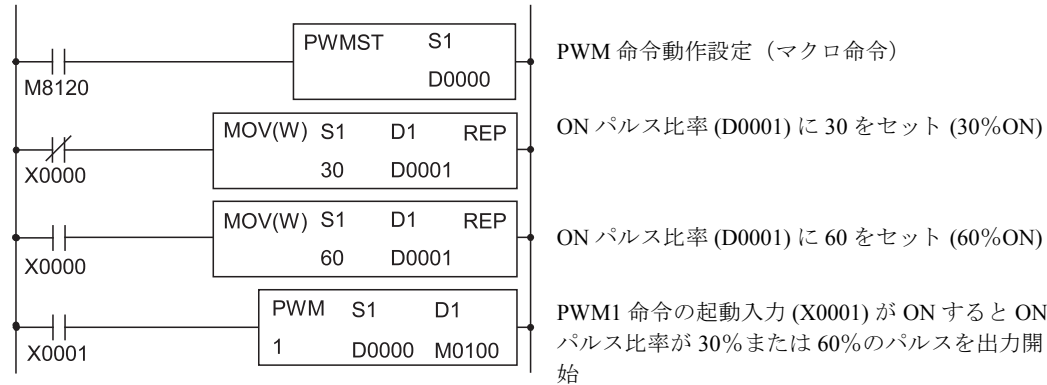 PWMST S1
D0000
M8120
PWM 命令動作設定（マクロ命令）
MOV(W) S1 D1 REP
30 D0001
X0000
ON パルス比率 (D0001) に 30 をセット (30%ON)
MOV(W) S1 D1 REP
60 D0001
X0000
ON パルス比率 (D0001) に 60 をセット (60%ON)
PWM S1 D1
1 D0000 M0100
X0001
PWM1 命令の起動入力 (X0001) が ON すると ON
パルス比率が 30%または 60%のパルスを出力開
始